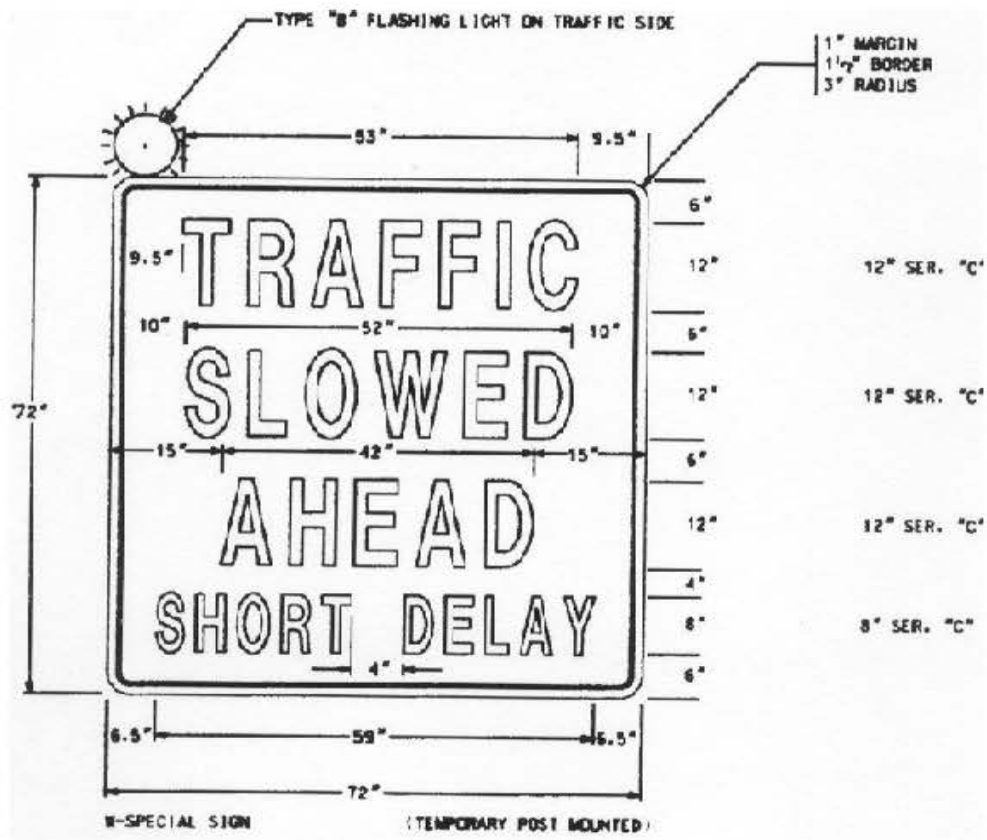 TYPE "B" FLASHING LIGHT ON TRAFFIC SIDE
1" MARGIN
1½" BORDER
3" RADIUS
53" 9.5"
6"
TRAFFIC
9.5" 12" 12" SER. "C"
10" 52" 10" 6"
SLOWED
72" 12" 12" SER. "C"
15" 42" 15" 6"
AHEAD
12" 12" SER. "C"
4"
SHORT DELAY
8" 8" SER. "C"
4" 6"
6.5" 59" 6.5"
72"
W-SPECIAL SIGN (TEMPORARY POST MOUNTED)